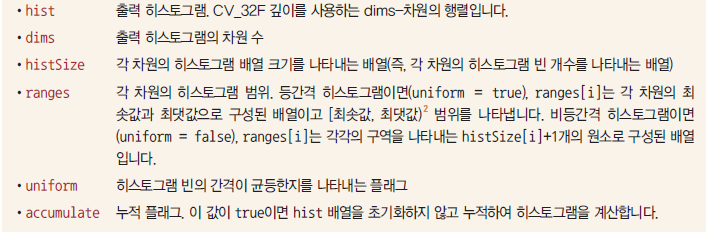 • hist 출력 히스토그램. CV_32F 깊이를 사용하는 dims-차원의 행렬입니다.
• dims 출력 히스토그램의 차원 수
• histSize 각 차원의 히스토그램 배열 크기를 나타내는 배열(즉, 각 차원의 히스토그램 빈 개수를 나타내는 배열)
• ranges 각 차원의 히스토그램 범위. 등간격 히스토그램이면(uniform = true), ranges[i]는 각 차원의 최
솟값과 최댓값으로 구성된 배열이고 [최솟값, 최댓값)2 범위를 나타냅니다. 비등간격 히스토그램이면
(uniform = false), ranges[i]는 각각의 구역을 나타내는 histSize[i]+1개의 원소로 구성된 배열
입니다.
• uniform 히스토그램 빈의 간격이 균등한지를 나타내는 플래그
• accumulate 누적 플래그. 이 값이 true이면 hist 배열을 초기화하지 않고 누적하여 히스토그램을 계산합니다.